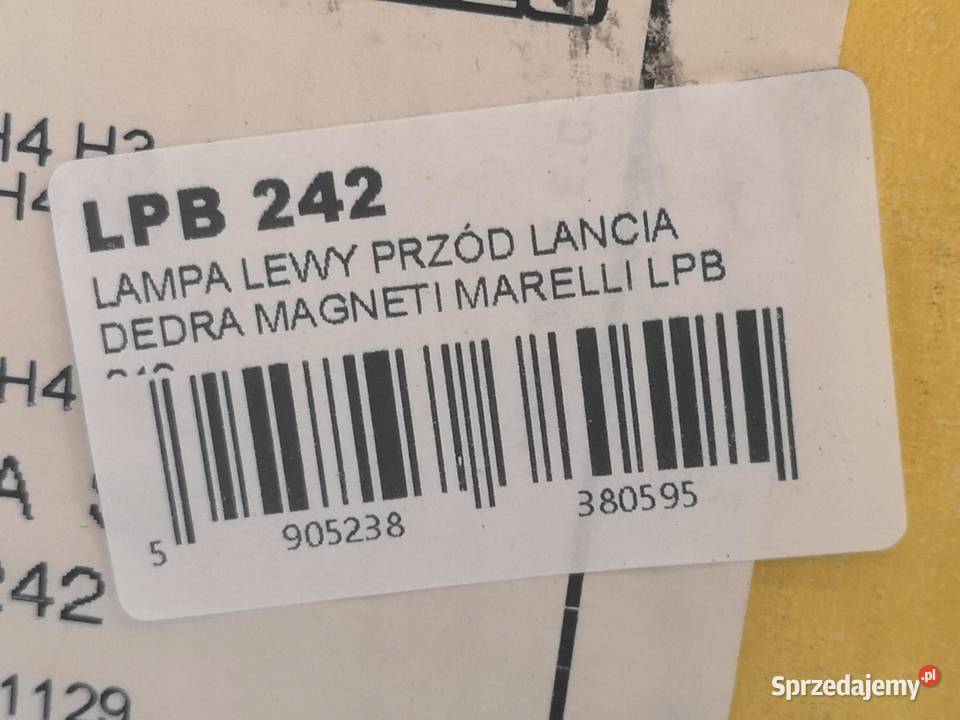 H4 H3
H4
LPB 242
LAMPA LEWY PRZÓD LANCIA
DEDRA MAGNETI MARELLI LPB
H4
A
5 905238 380595
242
1129
Sprzedajemy.pl